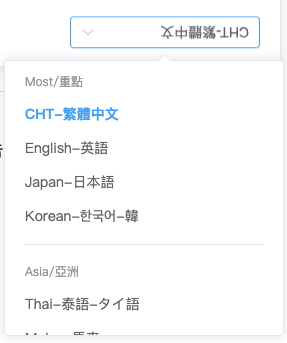 CHT-繁體中文
Most/重點
CHT-繁體中文
English-英語
Japan-日本語
Korean-한국어-韓
Asia/亞洲
Thai-泰語-タイ語